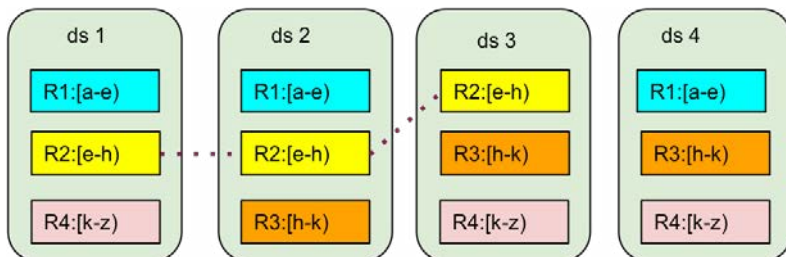 ds 1
R1:[a-e)
R2:[e-h)
R4:[k-z)
ds 2
R1:[a-e)
R2:[e-h)
R3:[h-k)
ds 3
R2:[e-h)
R3:[h-k)
R4:[k-z)
ds 4
R1:[a-e)
R3:[h-k)
R4:[k-z)